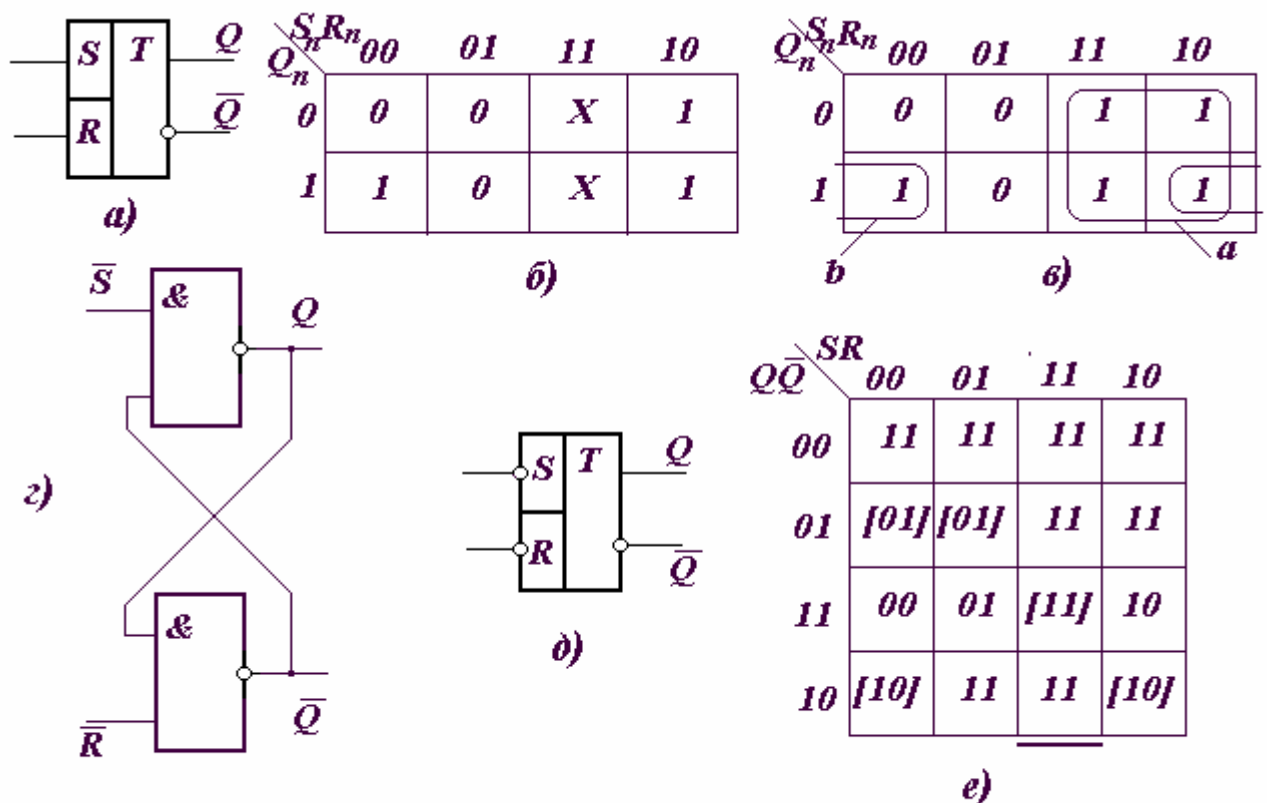 S T Q
R Q̅
а)
SₙRₙ 00 01 11 10
Qₙ
0 0 0 X 1
1 1 0 X 1
б)
SₙRₙ 00 01 11 10
Qₙ
0 0 0 1 1
1 1 0 1 1
b a
в)
S̅ & Q
г)
& Q̅
R̅
S T Q
R Q̅
д)
SR 00 01 11 10
QQ̅
00 11 11 11 11
01 [01] [01] 11 11
11 00 01 [11] 10
10 [10] 11 11 [10]
е)